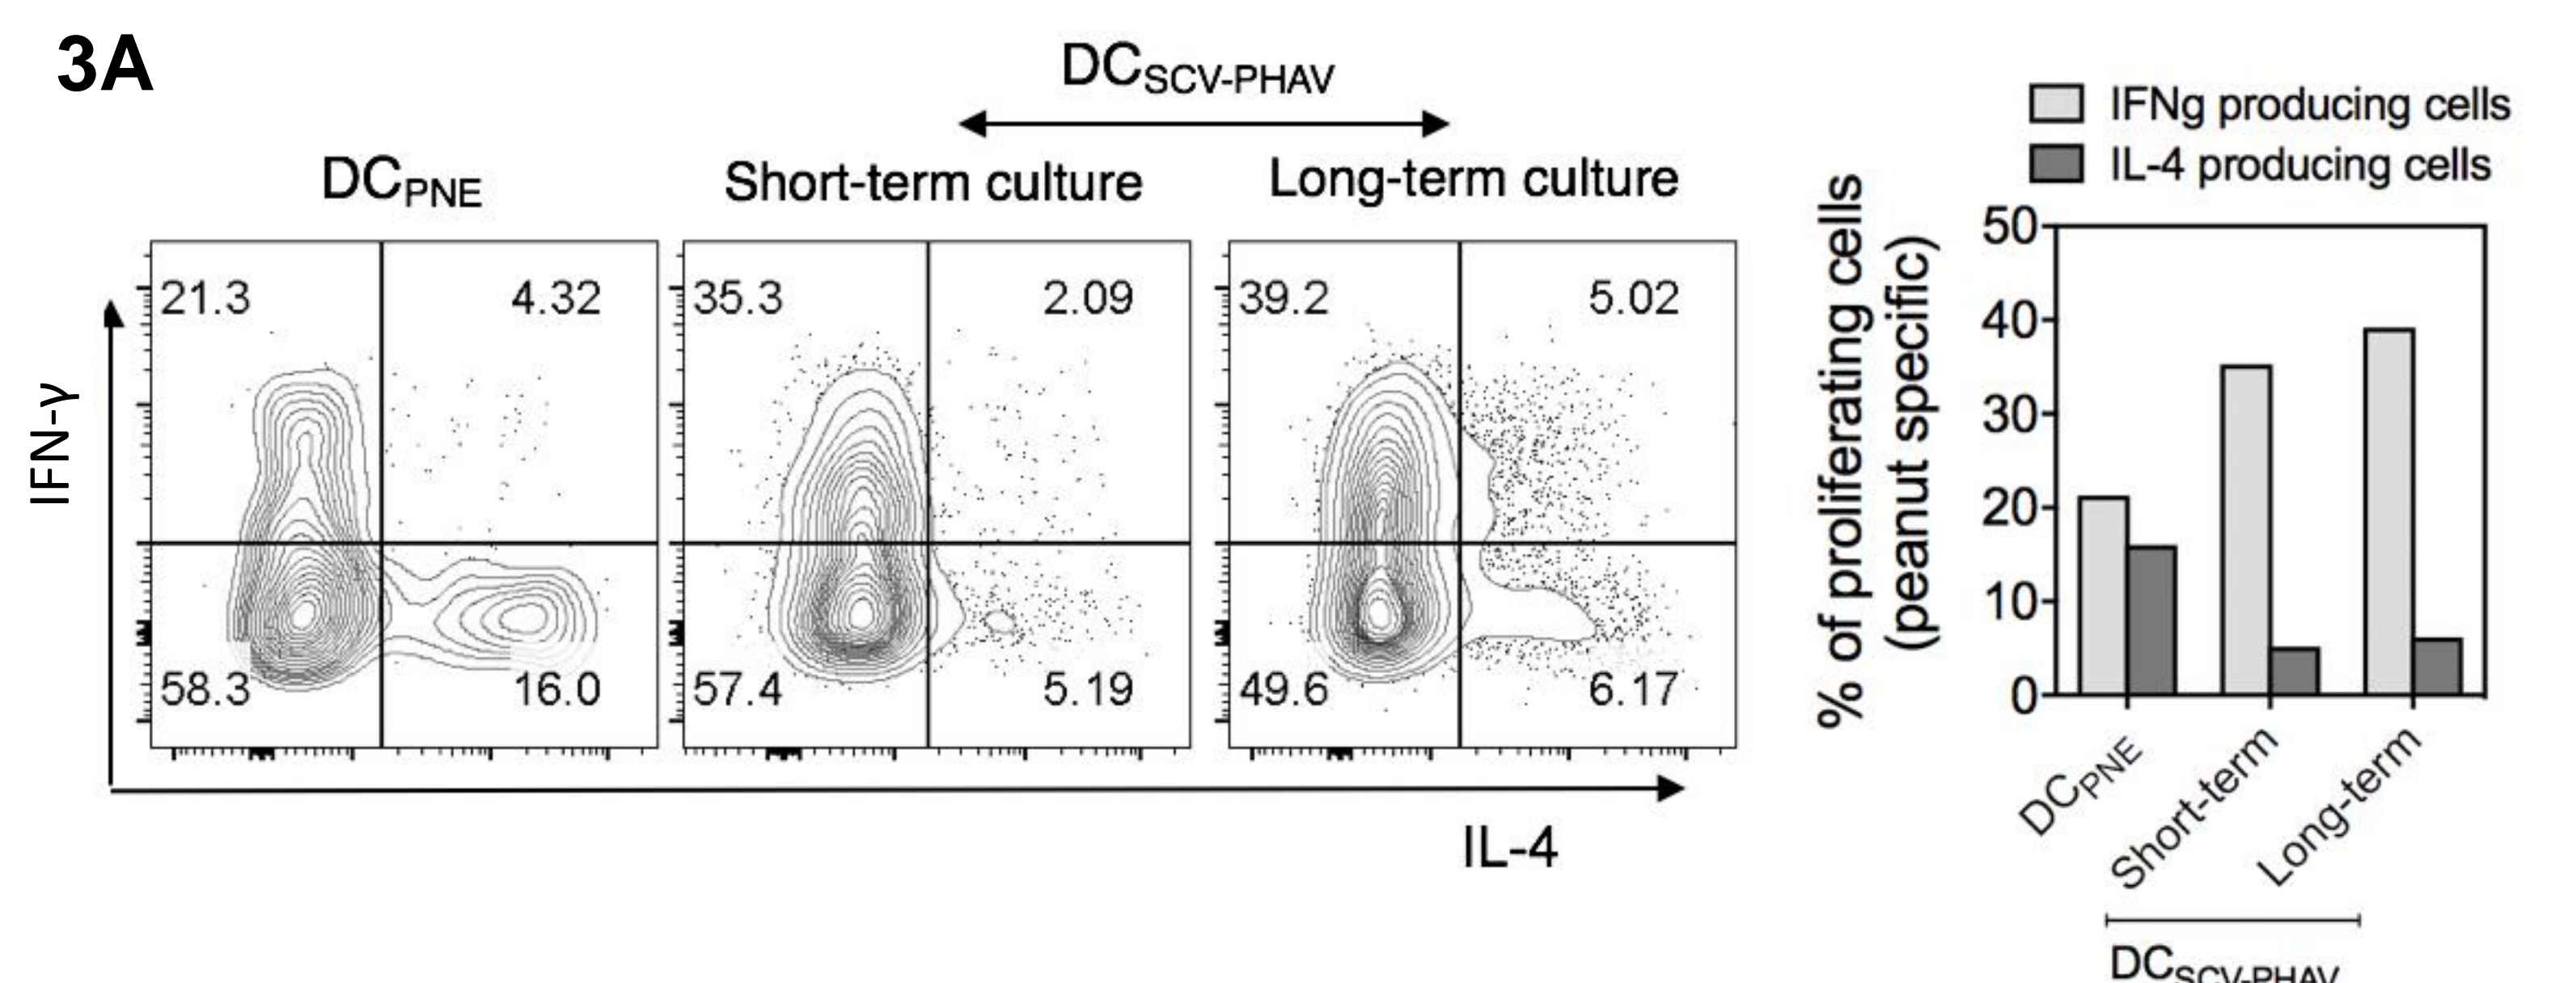 3A
DCSCV-PHAV
DCPNE
Short-term culture
Long-term culture
IFN-γ
21.3
4.32
58.3
16.0
35.3
2.09
57.4
5.19
39.2
5.02
49.6
6.17
IL-4
IFNg producing cells
IL-4 producing cells
% of proliferating cells
(peanut specific)
50
40
30
20
10
0
DCPNE
Short-term
Long-term
DCSCV-PHAV